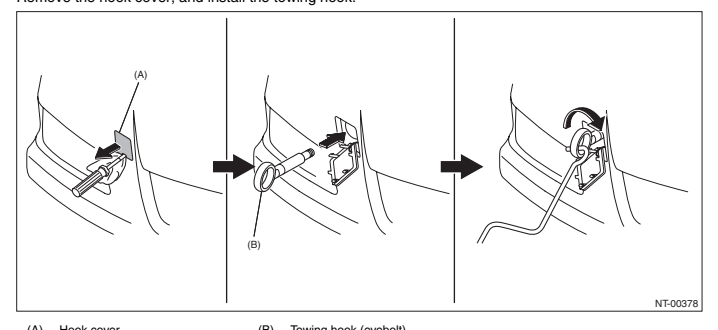 Remove the hook cover, and install the towing hook.
(A)
(B)
NT-00378
(A) Hook cover (B) Towing hook (eyebolt)